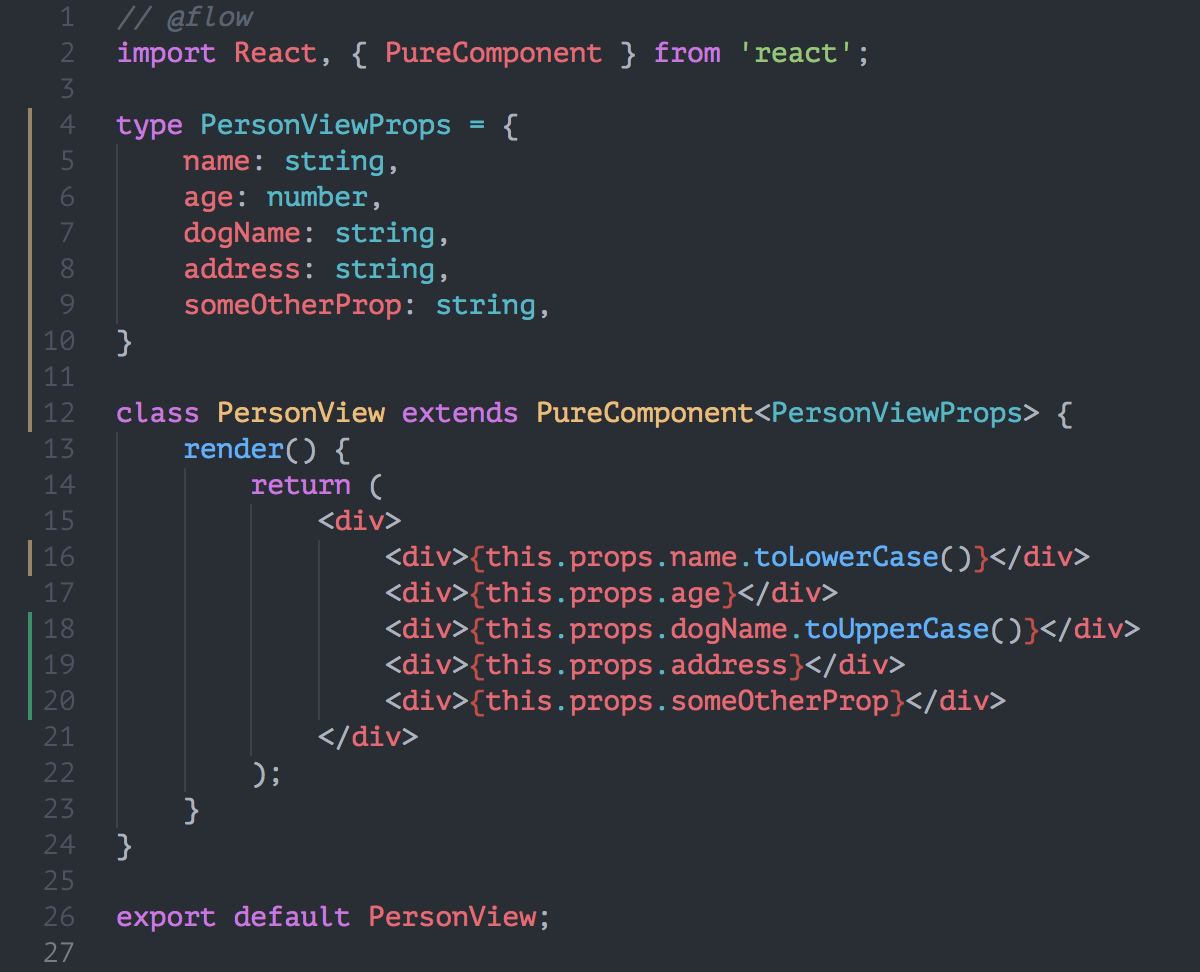 1 // @flow
2 import React, { PureComponent } from 'react';
3
4 type PersonViewProps = {
5     name: string,
6     age: number,
7     dogName: string,
8     address: string,
9     someOtherProp: string,
10 }
11
12 class PersonView extends PureComponent<PersonViewProps> {
13     render() {
14         return (
15             <div>
16                 <div>{this.props.name.toLowerCase()}</div>
17                 <div>{this.props.age}</div>
18                 <div>{this.props.dogName.toUpperCase()}</div>
19                 <div>{this.props.address}</div>
20                 <div>{this.props.someOtherProp}</div>
21             </div>
22         );
23     }
24 }
25
26 export default PersonView;
27